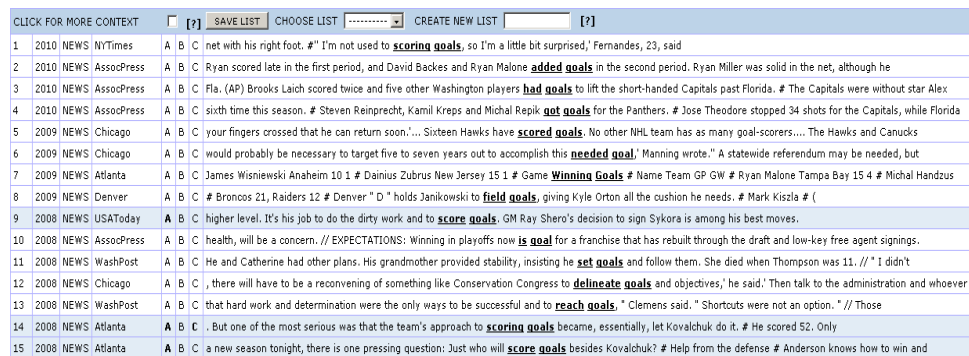 CLICK FOR MORE CONTEXT [?] SAVE LIST CHOOSE LIST ---------- CREATE NEW LIST [?]
1 2010 NEWS NYTimes A B C net with his right foot. #" I'm not used to scoring goals, so I'm a little bit surprised,' Fernandes, 23, said
2 2010 NEWS AssocPress A B C Ryan scored late in the first period, and David Backes and Ryan Malone added goals in the second period. Ryan Miller was solid in the net, although he
3 2010 NEWS AssocPress A B C Fla. (AP) Brooks Laich scored twice and five other Washington players had goals to lift the short-handed Capitals past Florida. # The Capitals were without star Alex
4 2010 NEWS AssocPress A B C sixth time this season. # Steven Reinprecht, Kamil Kreps and Michal Repik got goals for the Panthers. # Jose Theodore stopped 34 shots for the Capitals, while Florida
5 2009 NEWS Chicago A B C your fingers crossed that he can return soon.'... Sixteen Hawks have scored goals. No other NHL team has as many goal-scorers.... The Hawks and Canucks
6 2009 NEWS Chicago A B C would probably be necessary to target five to seven years out to accomplish this needed goal,' Manning wrote." A statewide referendum may be needed, but
7 2009 NEWS Atlanta A B C James Wisniewski Anaheim 10 1 # Dainius Zubrus New Jersey 15 1 # Game Winning Goals # Name Team GP GW # Ryan Malone Tampa Bay 15 4 # Michal Handzus
8 2009 NEWS Denver A B C # Broncos 21, Raiders 12 # Denver " D " holds Janikowski to field goals, giving Kyle Orton all the cushion he needs. # Mark Kiszla # (
9 2008 NEWS USAToday A B C higher level. It's his job to do the dirty work and to score goals. GM Ray Shero's decision to sign Sykora is among his best moves.
10 2008 NEWS AssocPress A B C health, will be a concern. // EXPECTATIONS: Winning in playoffs now is goal for a franchise that has rebuilt through the draft and low-key free agent signings.
11 2008 NEWS WashPost A B C He and Catherine had other plans. His grandmother provided stability, insisting he set goals and follow them. She died when Thompson was 11. // " I didn't
12 2008 NEWS Chicago A B C , there will have to be a reconvening of something like Conservation Congress to delineate goals and objectives,' he said.' Then talk to the administration and whoever
13 2008 NEWS WashPost A B C that hard work and determination were the only ways to be successful and to reach goals, " Clemens said. " Shortcuts were not an option. " // Those
14 2008 NEWS Atlanta A B C . But one of the most serious was that the team's approach to scoring goals became, essentially, let Kovalchuk do it. # He scored 52. Only
15 2008 NEWS Atlanta A B C a new season tonight, there is one pressing question: Just who will score goals besides Kovalchuk? # Help from the defense # Anderson knows how to win and